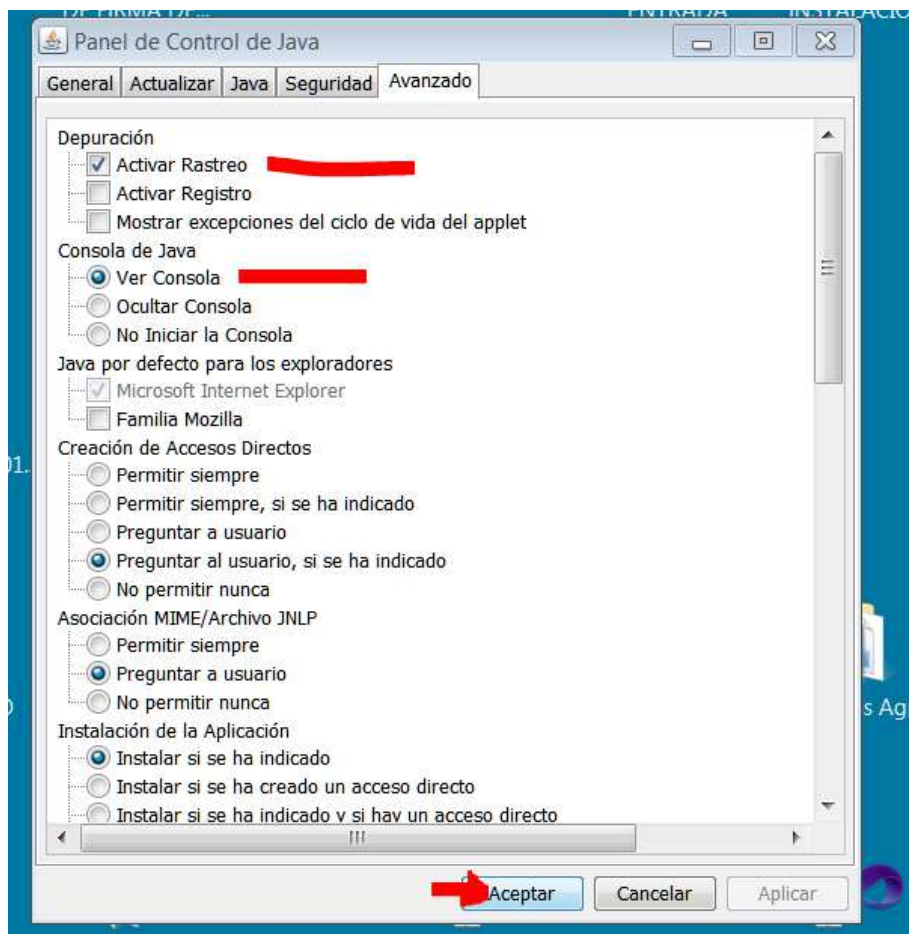 DE FIRMA DE...
ENTRADA
Panel de Control de Java
General Actualizar Java Seguridad Avanzado
Depuración
Activar Rastreo
Activar Registro
Mostrar excepciones del ciclo de vida del applet
Consola de Java
Ver Consola
Ocultar Consola
No Iniciar la Consola
Java por defecto para los exploradores
Microsoft Internet Explorer
Familia Mozilla
Creación de Accesos Directos
Permitir siempre
Permitir siempre, si se ha indicado
Preguntar a usuario
Preguntar al usuario, si se ha indicado
No permitir nunca
Asociación MIME/Archivo JNLP
Permitir siempre
Preguntar a usuario
No permitir nunca
Instalación de la Aplicación
Instalar si se ha indicado
Instalar si se ha creado un acceso directo
Instalar si se ha indicado y si hay un acceso directo
Aceptar Cancelar Aplicar